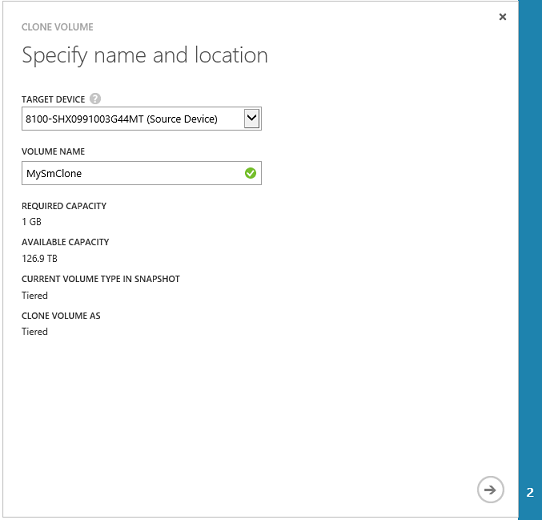 CLONE VOLUME
Specify name and location
TARGET DEVICE ?
8100-SHX0991003G44MT (Source Device)
VOLUME NAME
MySmClone
REQUIRED CAPACITY
1 GB
AVAILABLE CAPACITY
126.9 TB
CURRENT VOLUME TYPE IN SNAPSHOT
Tiered
CLONE VOLUME AS
Tiered
2